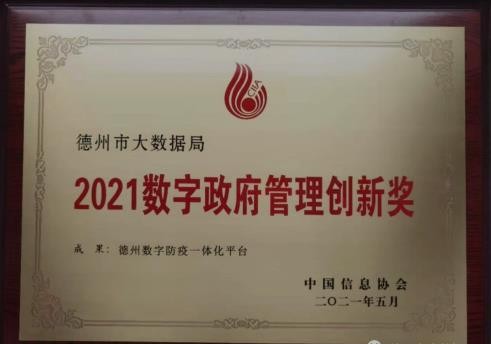 CIIA
德州市大数据局
2021数字政府管理创新奖
成 果：德州数字防疫一体化平台
中国信息协会
二〇二一年五月